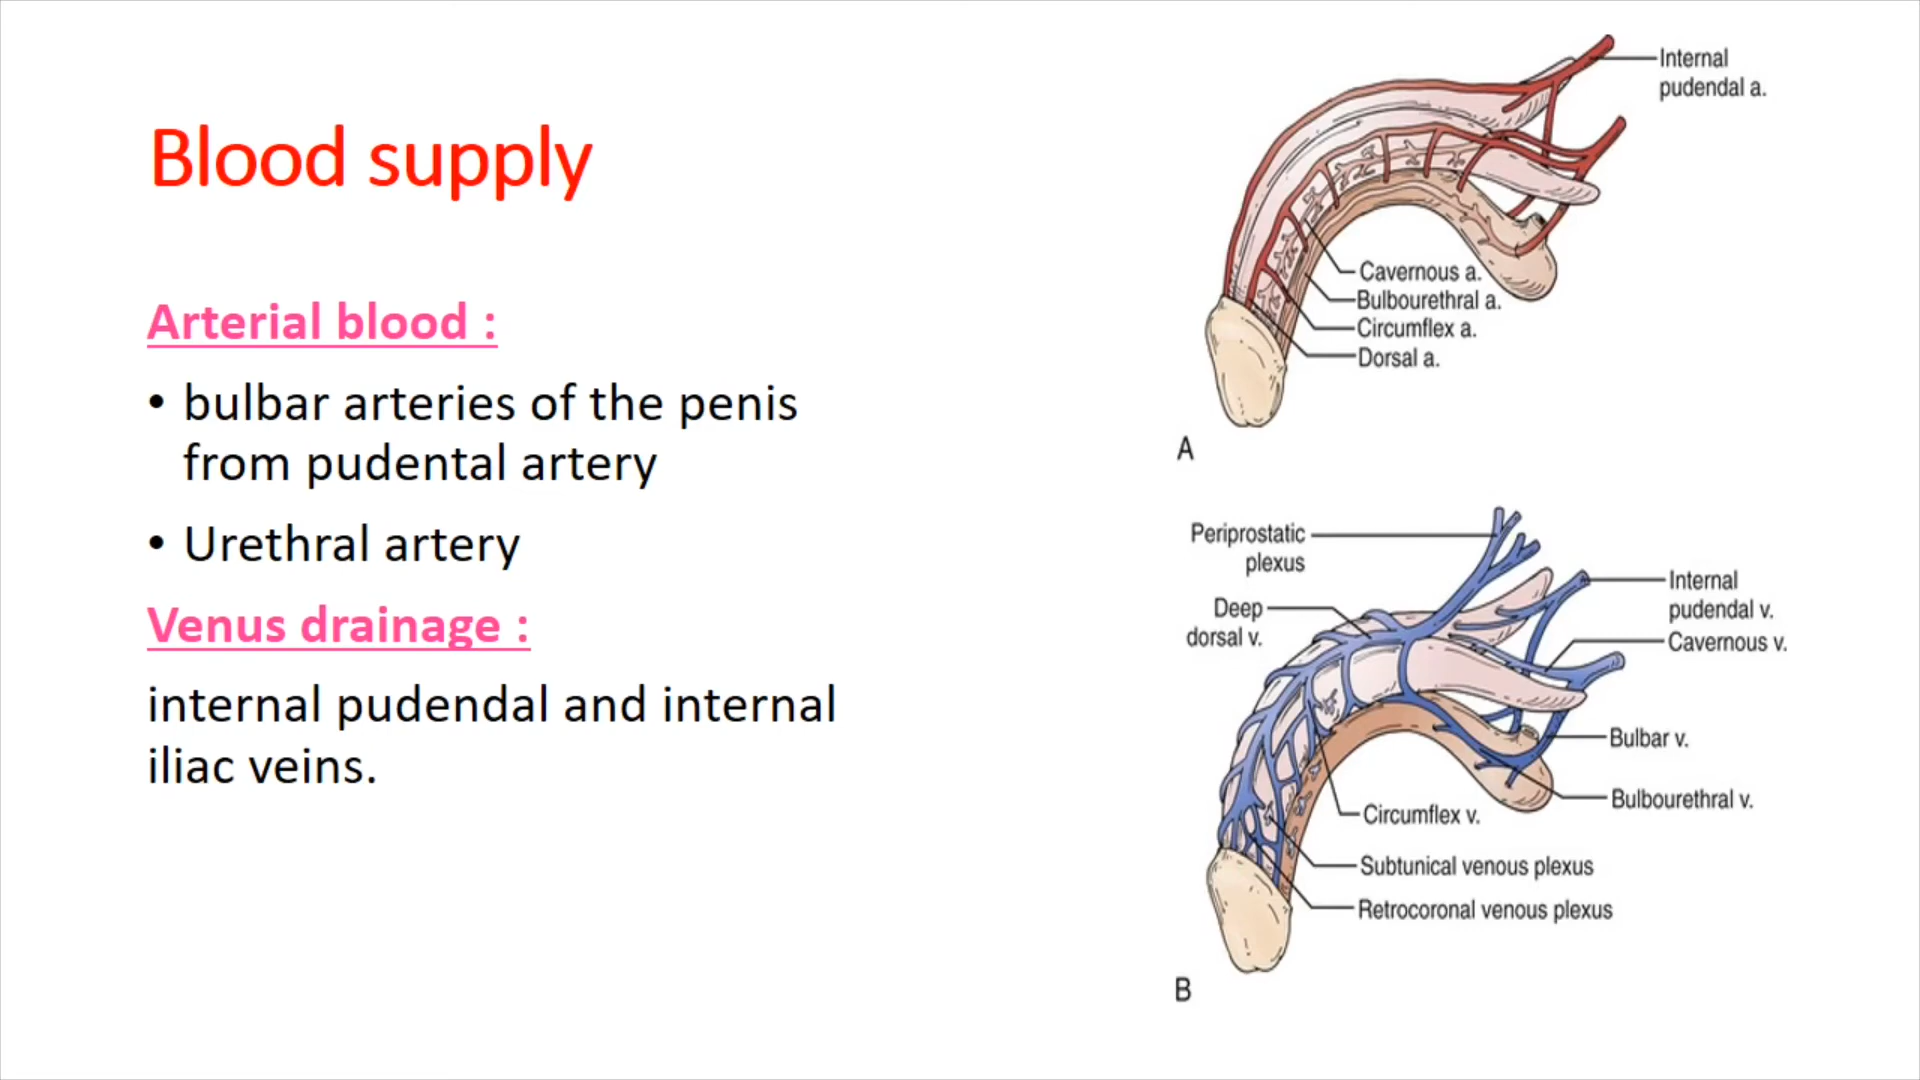 Blood supply
Arterial blood :
• bulbar arteries of the penis
from pudental artery
• Urethral artery
Venus drainage :
internal pudendal and internal
iliac veins.
Internal
pudendal a.
Cavernous a.
Bulbourethral a.
Circumflex a.
Dorsal a.
A
Periprostatic
plexus
Deep
dorsal v.
Internal
pudendal v.
Cavernous v.
Bulbar v.
Bulbourethral v.
Circumflex v.
Subtunical venous plexus
Retrocoronal venous plexus
B